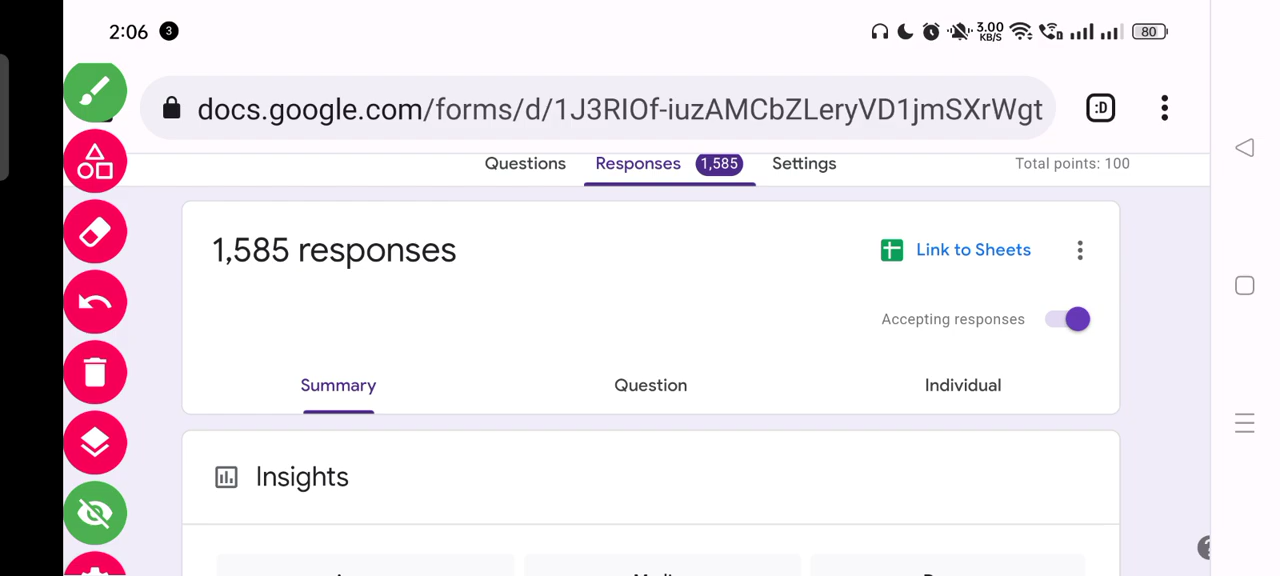 2:06 3 3.00 KB/S 80
docs.google.com/forms/d/1J3RIOf-iuzAMCbZLeryVD1jmSXrWgt :D
Questions Responses 1,585 Settings Total points: 100
1,585 responses Link to Sheets
Accepting responses
Summary Question Individual
Insights